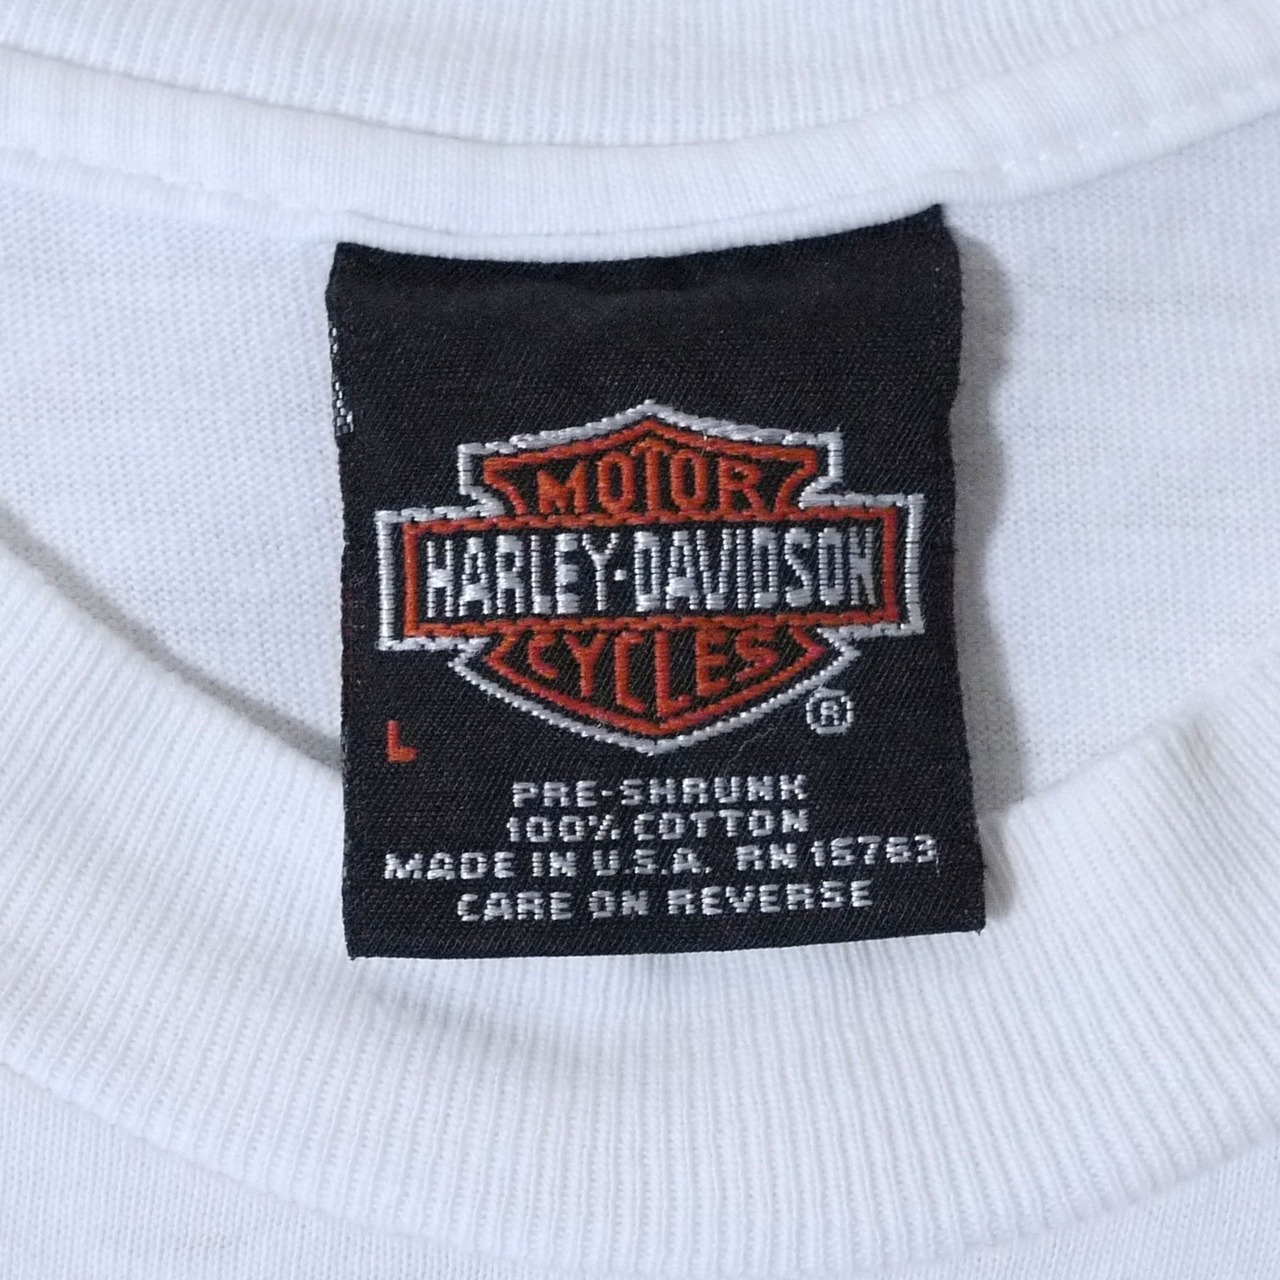 MOTOR
HARLEY-DAVIDSON
CYCLES
®
L
PRE-SHRUNK
100% COTTON
MADE IN U.S.A. RN 15763
CARE ON REVERSE